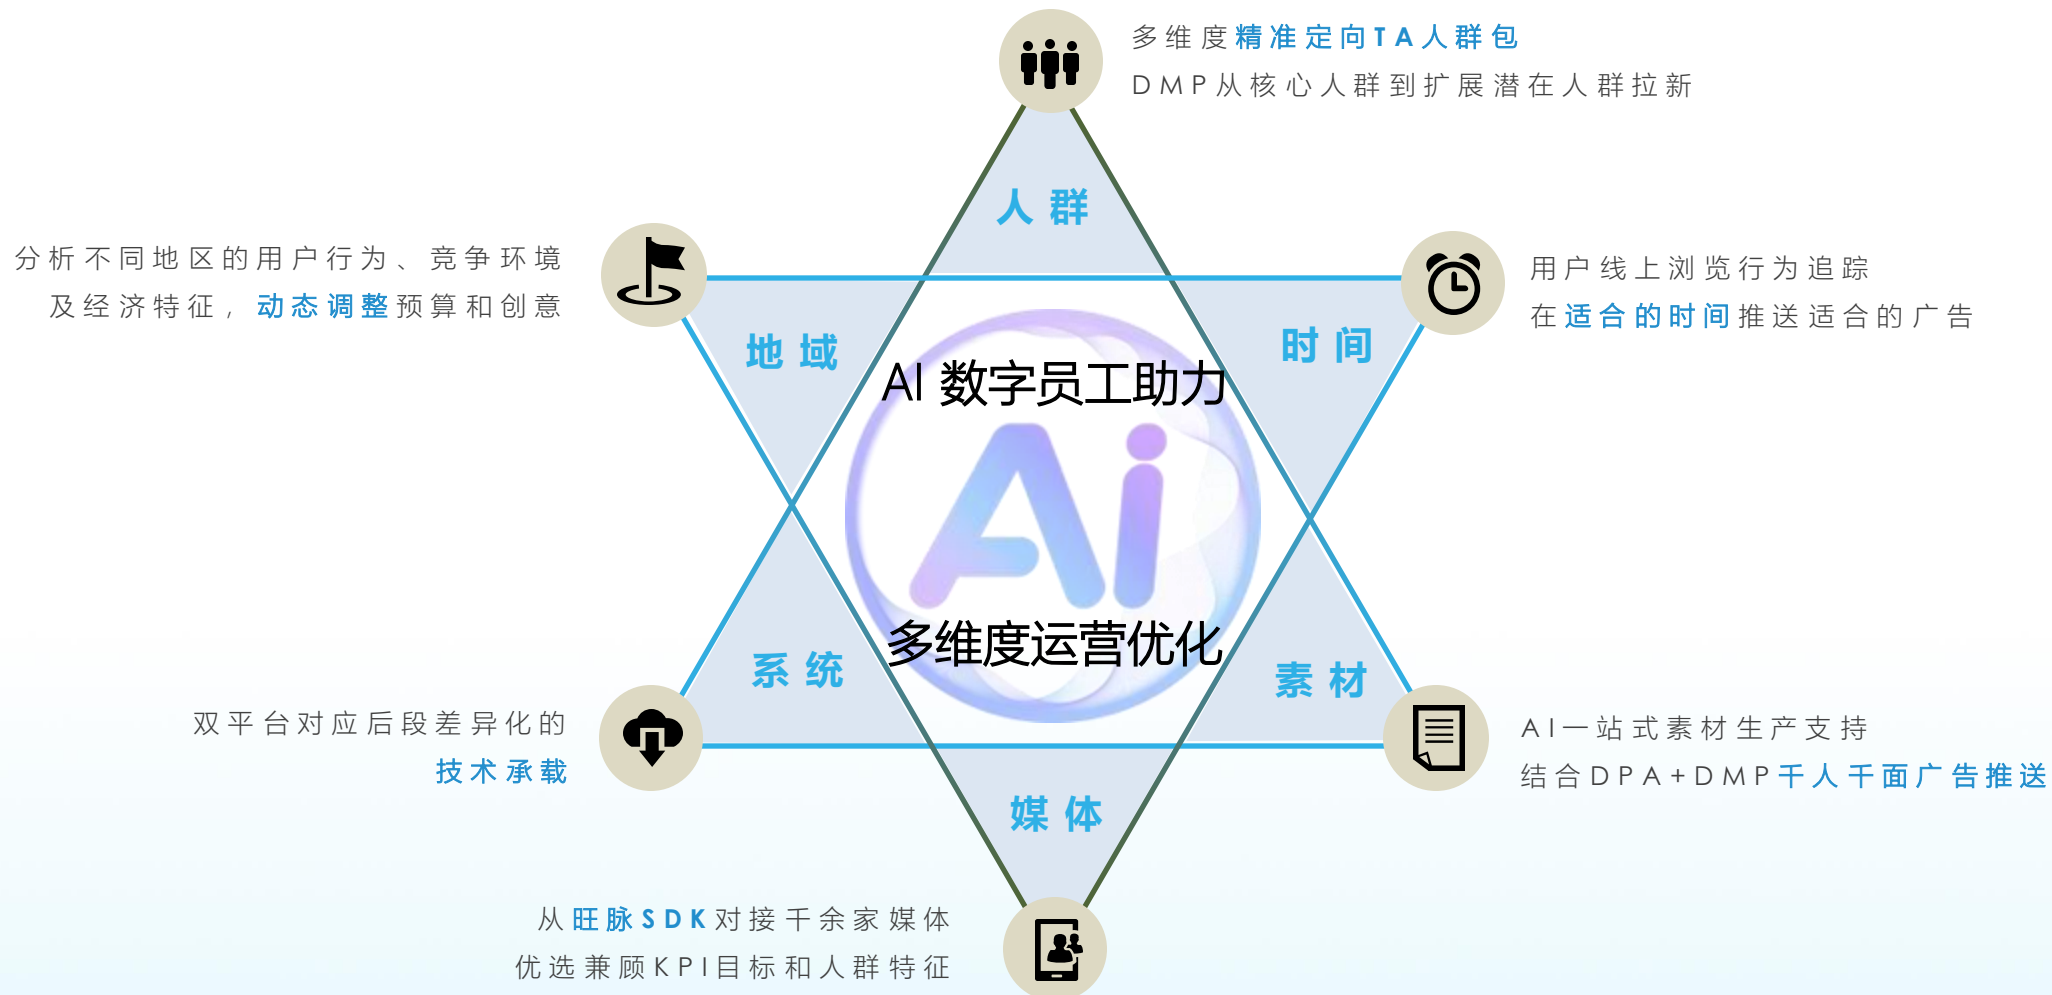 多维度精准定向TA人群包
DMP从核心人群到扩展潜在人群拉新
人群
分析不同地区的用户行为、竞争环境
及经济特征,动态调整预算和创意
用户线上浏览行为追踪
在适合的时间推送适合的广告
地域
时间
AI 数字员工助力
Ai
多维度运营优化
系统
素材
双平台对应后段差异化的
技术承载
AI一站式素材生产支持
结合DPA+DMP千人千面广告推送
媒体
从旺脉SDK对接千余家媒体
优选兼顾KPI目标和人群特征